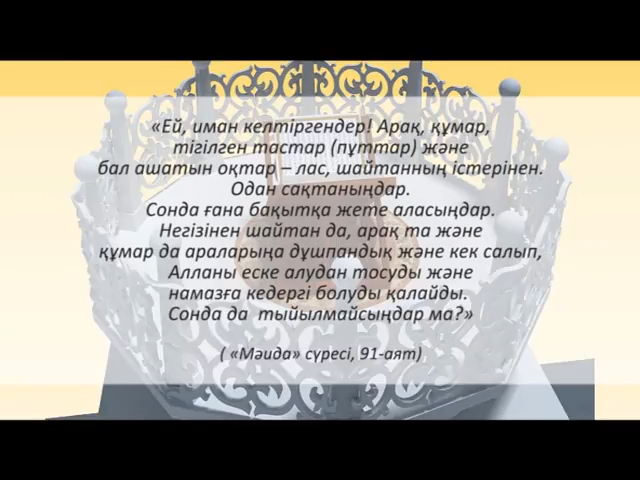 «Ей, иман келтіргендер! Арақ, құмар,
тігілген тастар (пұттар) және
бал ашатын оқтар – лас, шайтанның істерінен.
Одан сақтаныңдар.
Сонда ғана бақытқа жете аласыңдар.
Негізінен шайтан да, арақ та және
құмар да араларыңа дұшпандық және кек салып,
Алланы еске алудан тосуды және
намазға кедергі болуды қалайды.
Сонда да тыйылмайсыңдар ма?»
( «Мәида» сүресі, 91-аят)